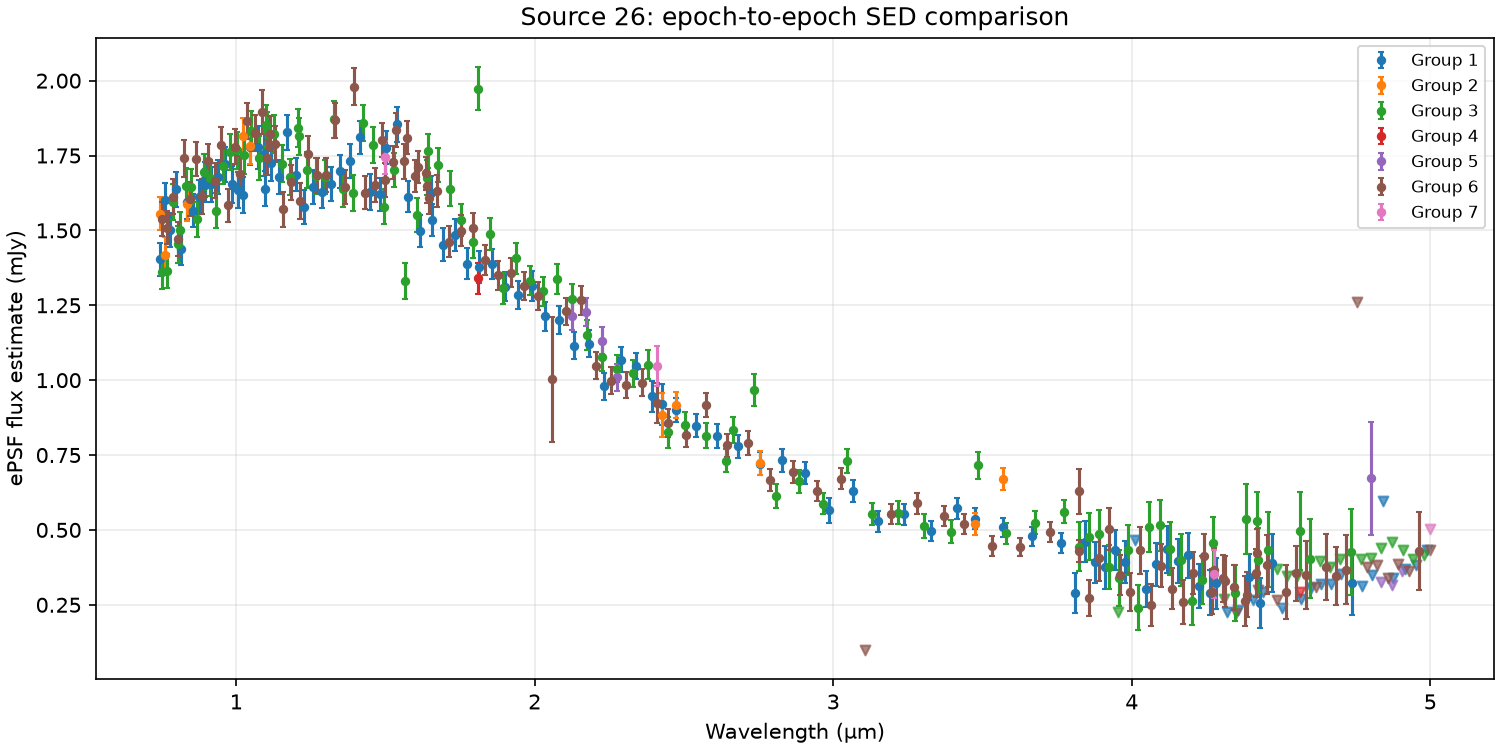 Source 26: epoch-to-epoch SED comparison
ePSF flux estimate (mJy)
2.00
1.75
1.50
1.25
1.00
0.75
0.50
0.25
1
2
3
4
5
Wavelength (μm)
Group 1
Group 2
Group 3
Group 4
Group 5
Group 6
Group 7